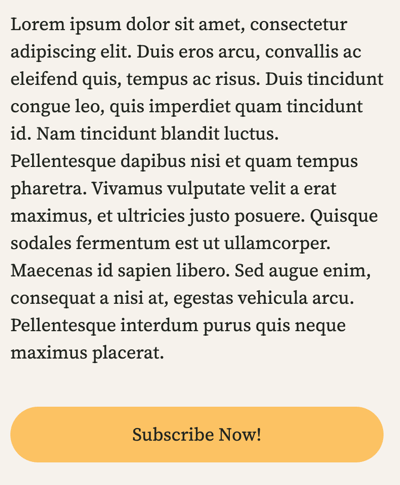 Lorem ipsum dolor sit amet, consectetur
adipiscing elit. Duis eros arcu, convallis ac
eleifend quis, tempus ac risus. Duis tincidunt
congue leo, quis imperdiet quam tincidunt
id. Nam tincidunt blandit luctus.
Pellentesque dapibus nisi et quam tempus
pharetra. Vivamus vulputate velit a erat
maximus, et ultricies justo posuere. Quisque
sodales fermentum est ut ullamcorper.
Maecenas id sapien libero. Sed augue enim,
consequat a nisi at, egestas vehicula arcu.
Pellentesque interdum purus quis neque
maximus placerat.
Subscribe Now!